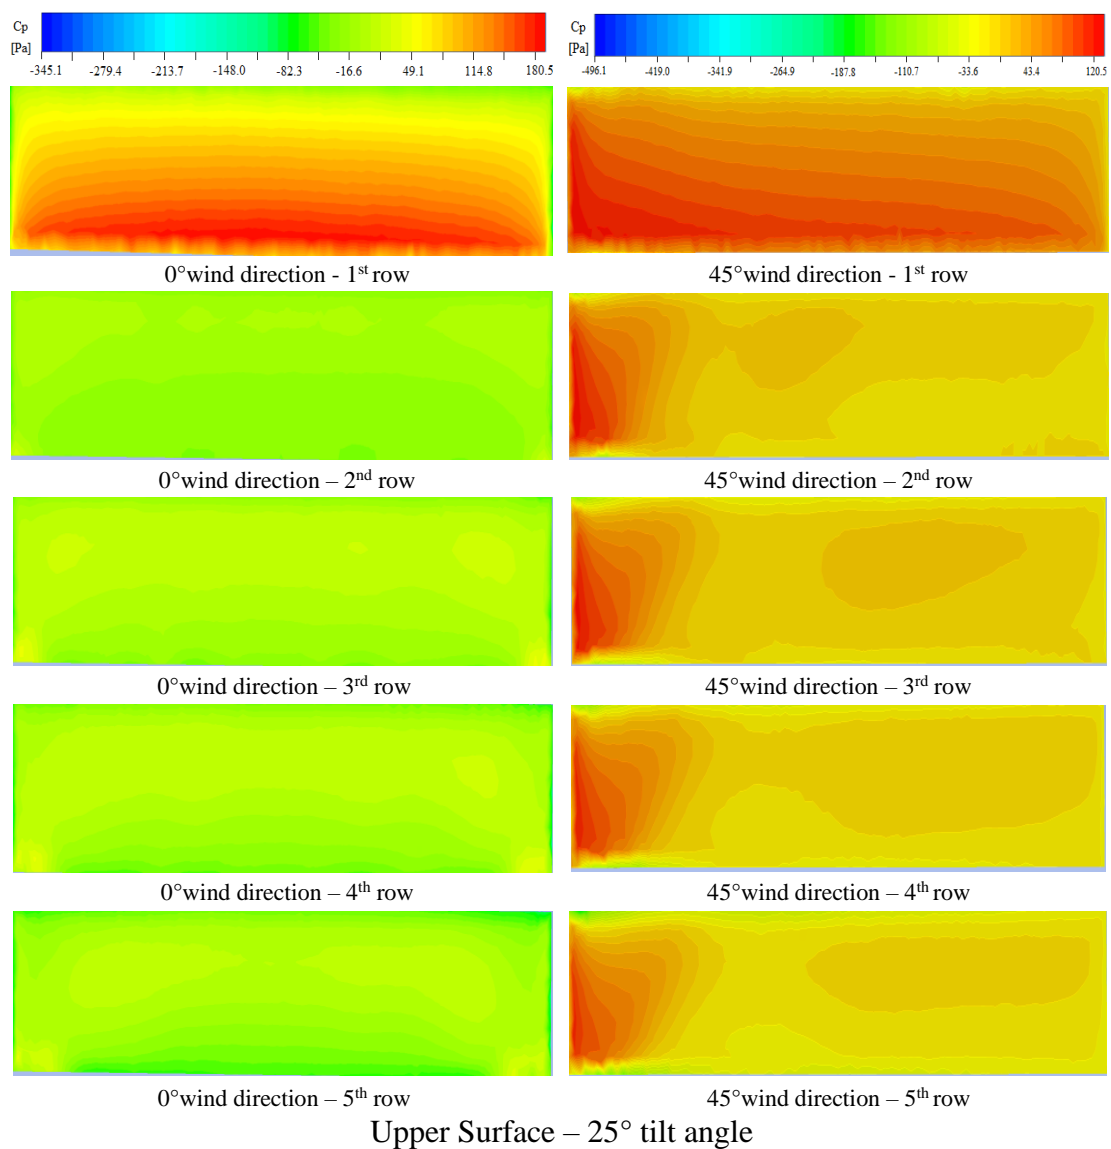 Cp
[Pa]
-345.1 -279.4 -213.7 -148.0 -82.3 -16.6 49.1 114.8 180.5
Cp
[Pa]
-496.1 -419.0 -341.9 -264.9 -187.8 -110.7 -33.6 43.4 120.5
0°wind direction - 1st row
45°wind direction - 1st row
0°wind direction – 2nd row
45°wind direction – 2nd row
0°wind direction – 3rd row
45°wind direction – 3rd row
0°wind direction – 4th row
45°wind direction – 4th row
0°wind direction – 5th row
45°wind direction – 5th row
Upper Surface – 25° tilt angle